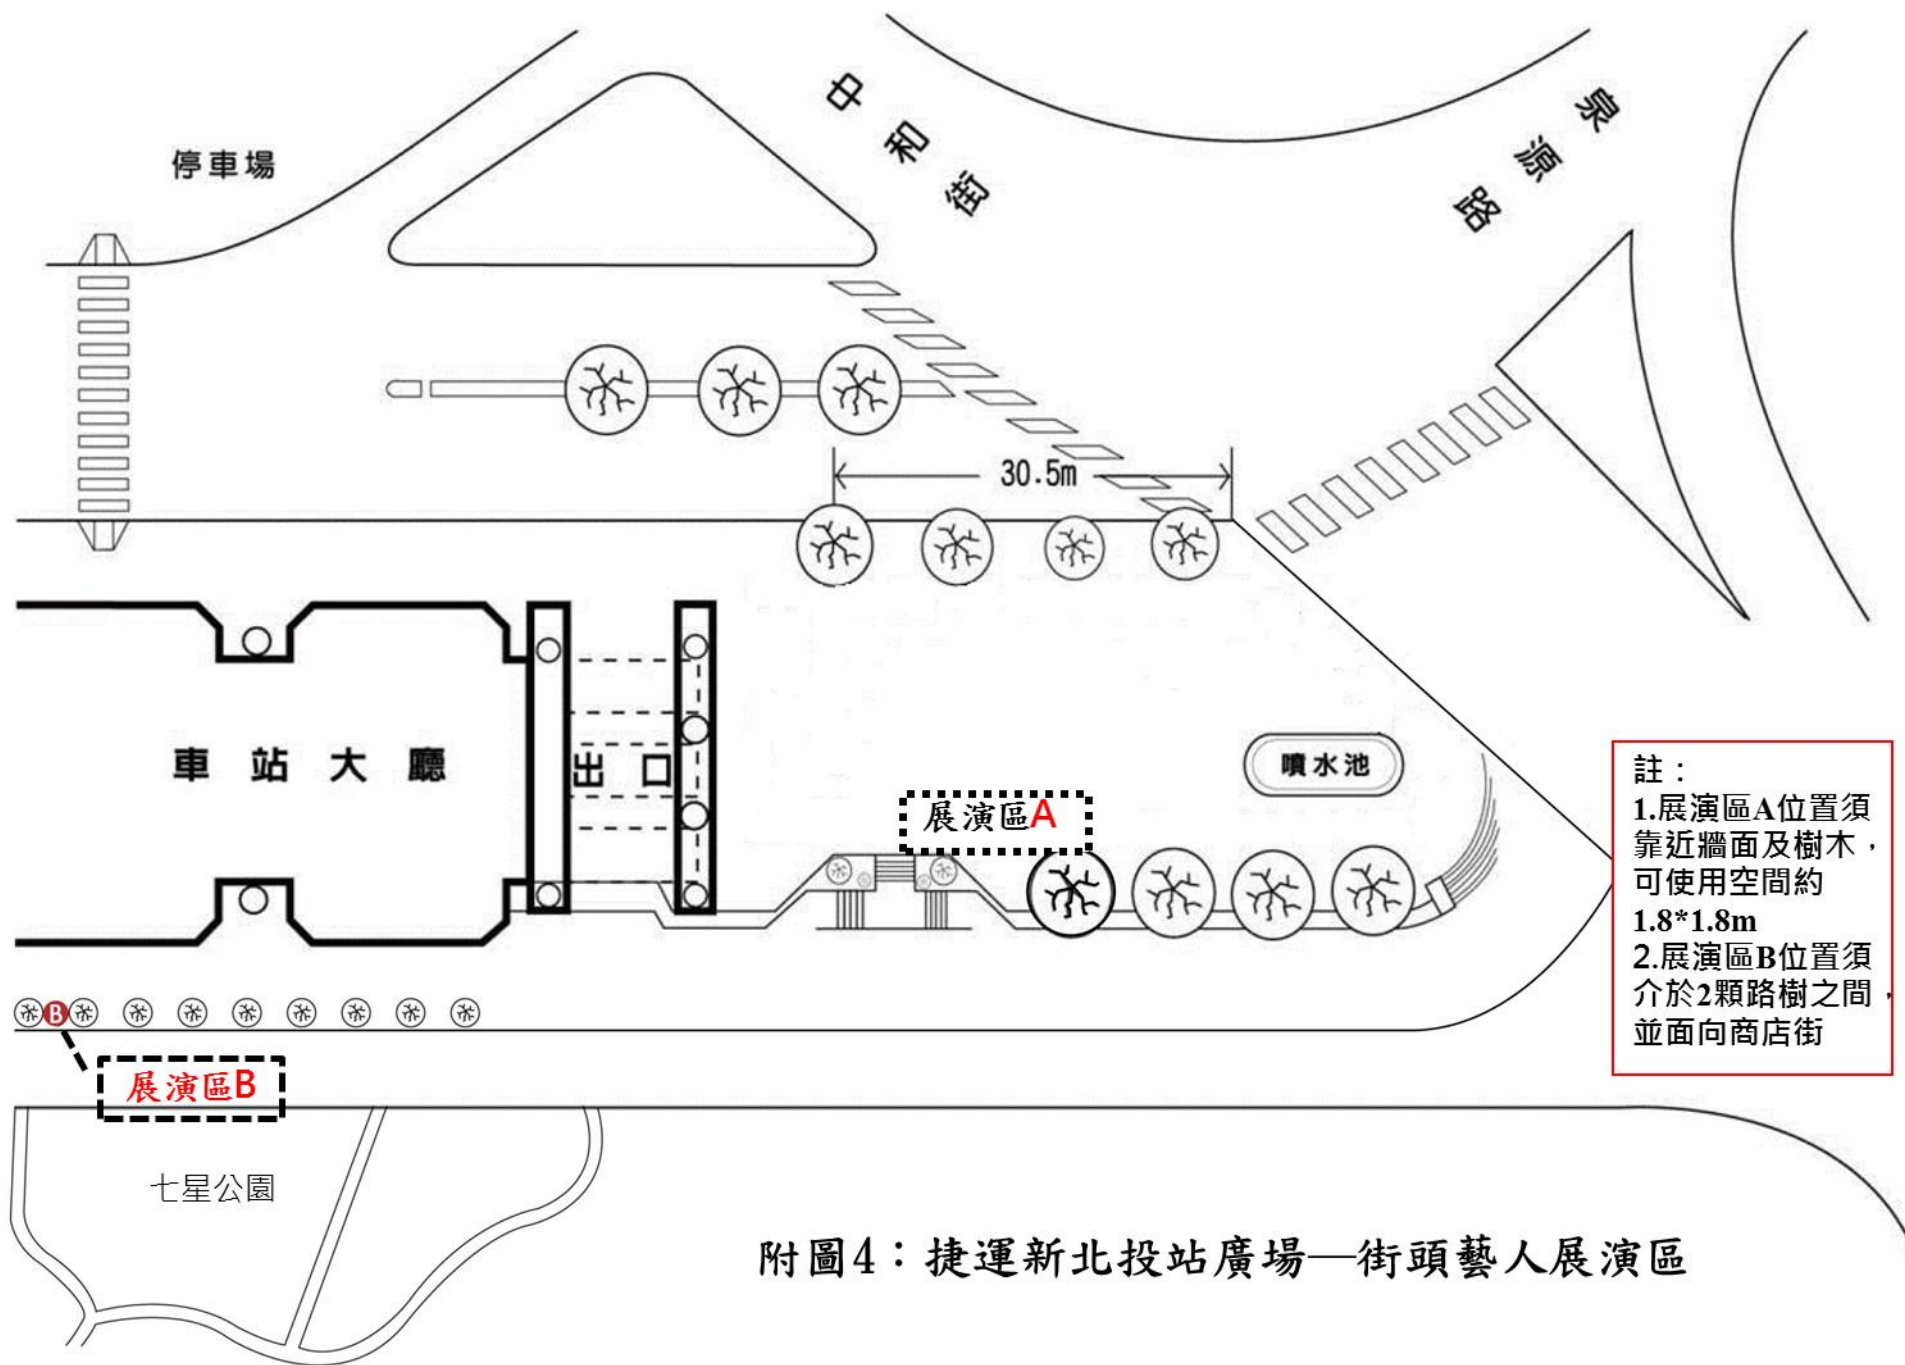 中和街
泉源路
停車場
30.5m
車站大廳
出口
噴水池
展演區A
註：
1.展演區A位置須
靠近牆面及樹木，
可使用空間約
1.8*1.8m
2.展演區B位置須
介於2顆路樹之間，
並面向商店街
B
展演區B
七星公園
附圖4：捷運新北投站廣場—街頭藝人展演區